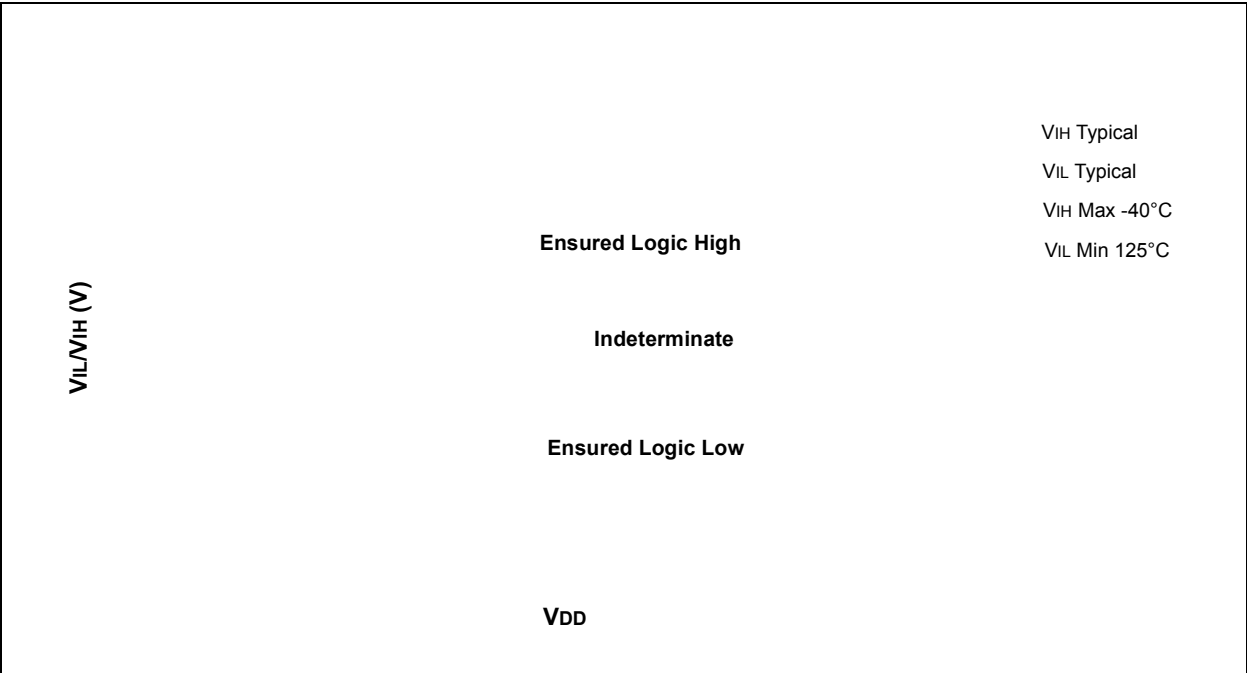 VIH Typical
VIL Typical
VIH Max -40°C
Ensured Logic High
VIL Min 125°C
VIL/VIH (V)
Indeterminate
Ensured Logic Low
VDD